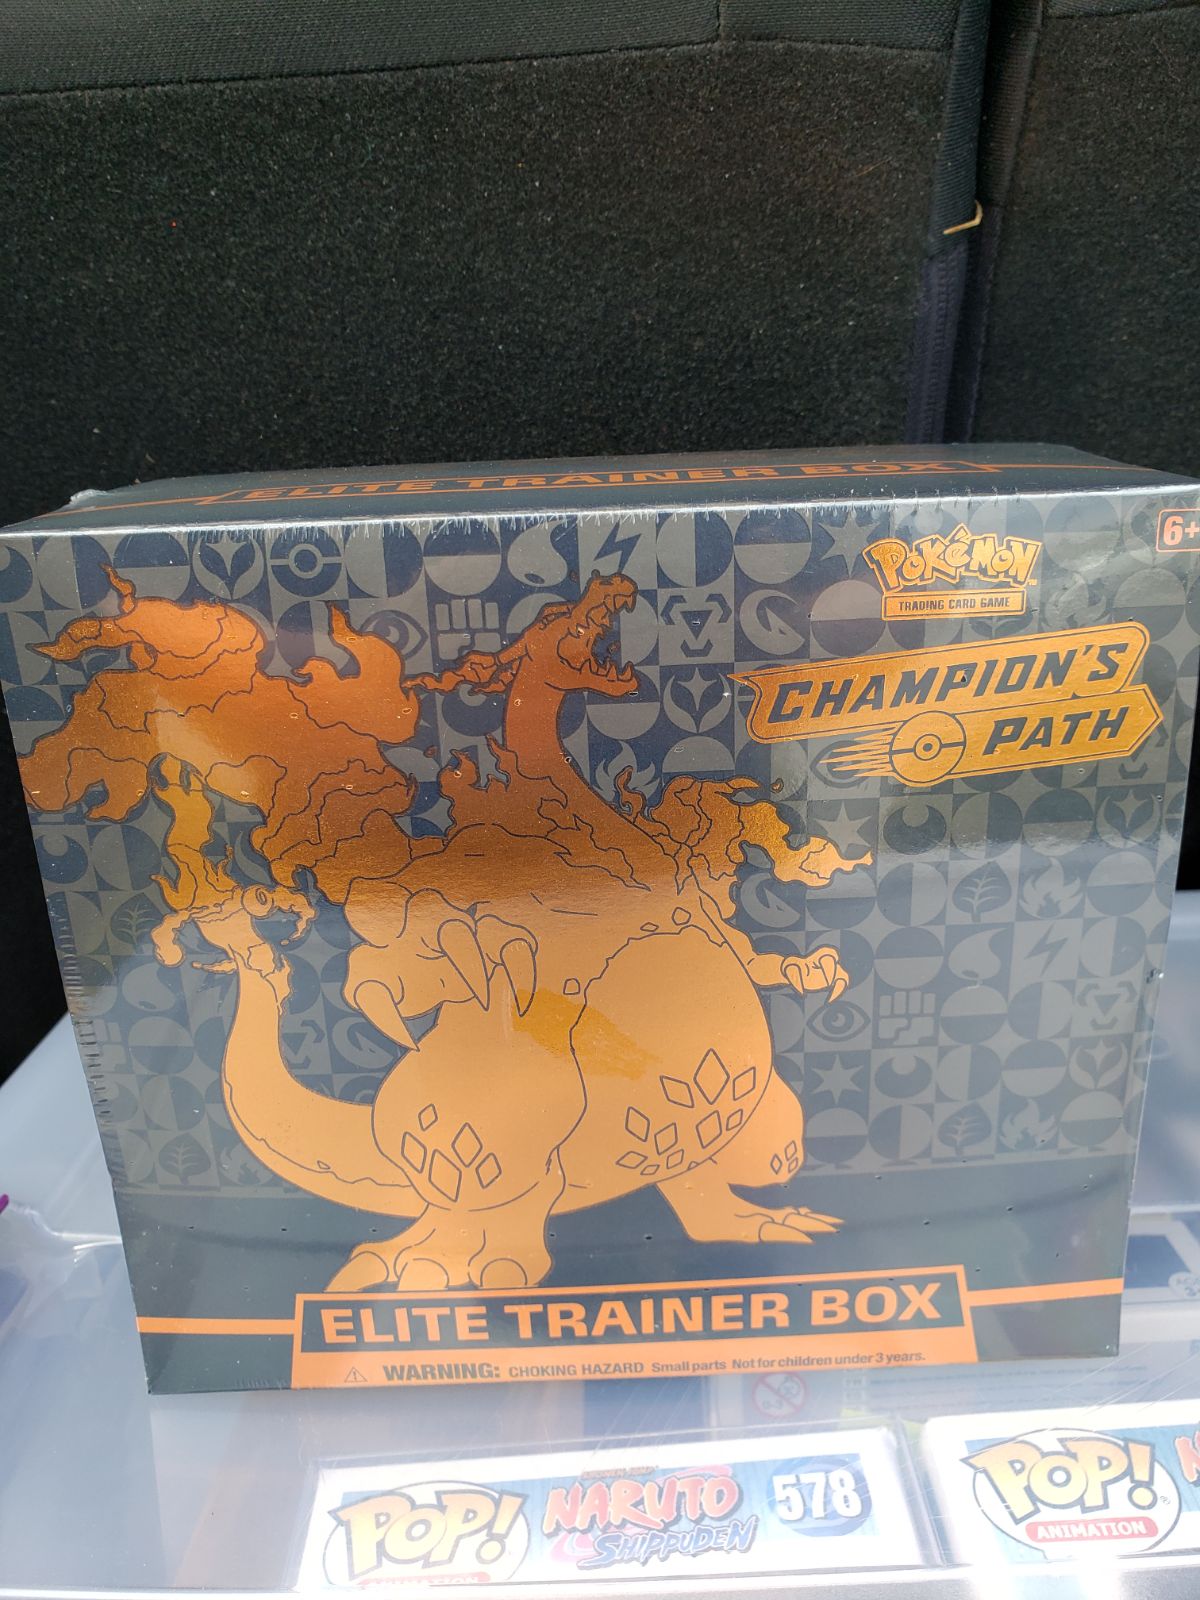 ELITE TRAINER BOX
6+
POKéMON
TRADING CARD GAME
CHAMPION'S
PATH
ELITE TRAINER BOX
WARNING: CHOKING HAZARD Small parts Not for children under 3 years.
POP!
ANIMATION
NARUTO
SHIPPUDEN
578
POP!
ANIMATION